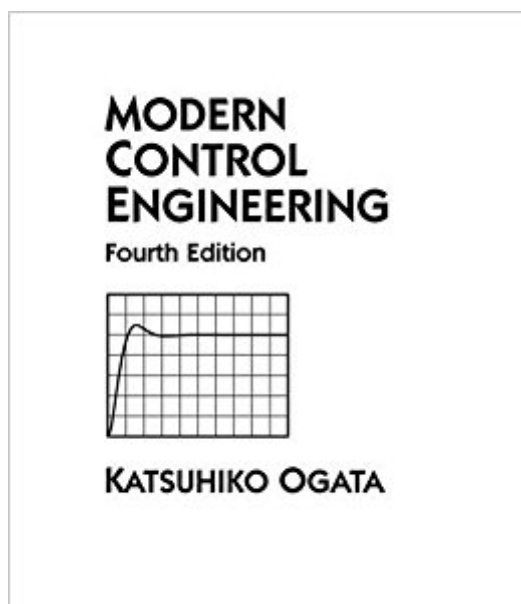 MODERN
CONTROL
ENGINEERING
Fourth Edition
KATSUHIKO OGATA